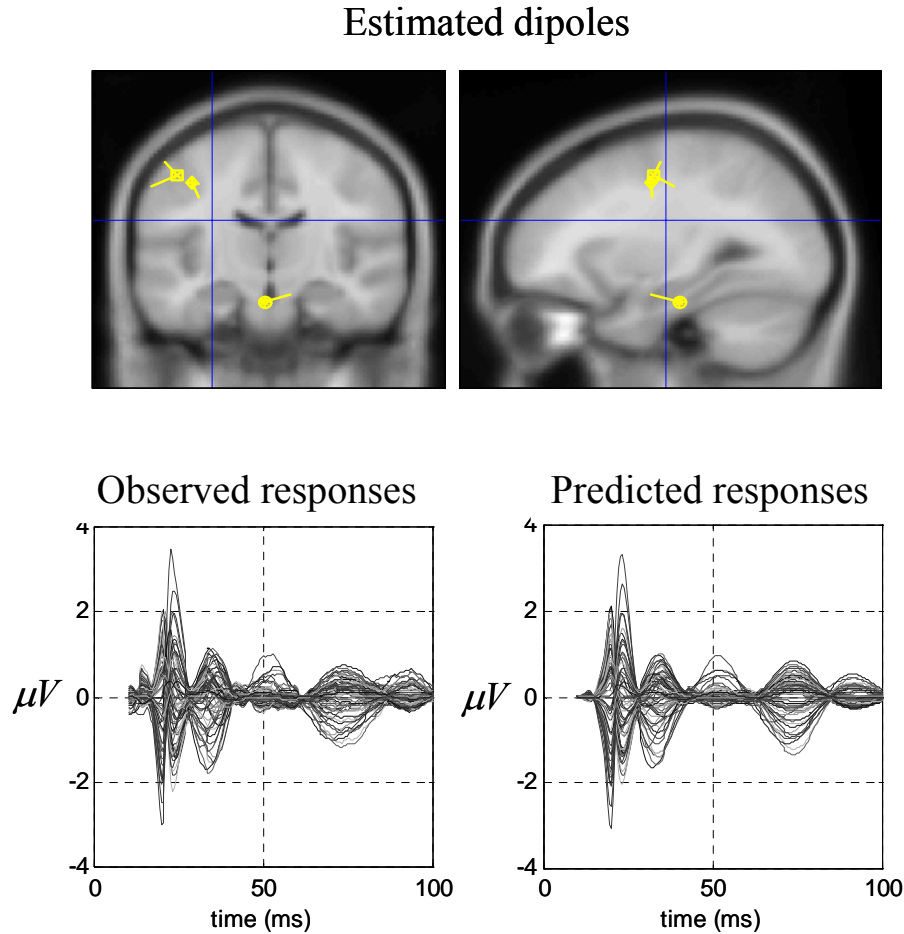 Estimated dipoles
Observed responses
4
2
0
-2
-4
μV
0 50 100
time (ms)
Predicted responses
4
2
0
-2
-4
μV
0 50 100
time (ms)